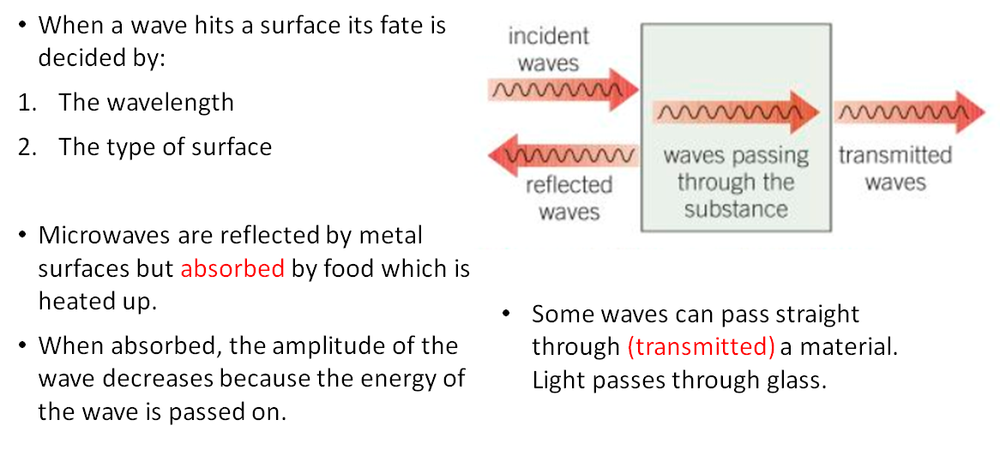 • When a wave hits a surface its fate is
decided by:
1. The wavelength
2. The type of surface
• Microwaves are reflected by metal
surfaces but absorbed by food which is
heated up.
• When absorbed, the amplitude of the
wave decreases because the energy of
the wave is passed on.
incident
waves
reflected
waves
waves passing
through the
substance
transmitted
waves
• Some waves can pass straight
through (transmitted) a material.
Light passes through glass.